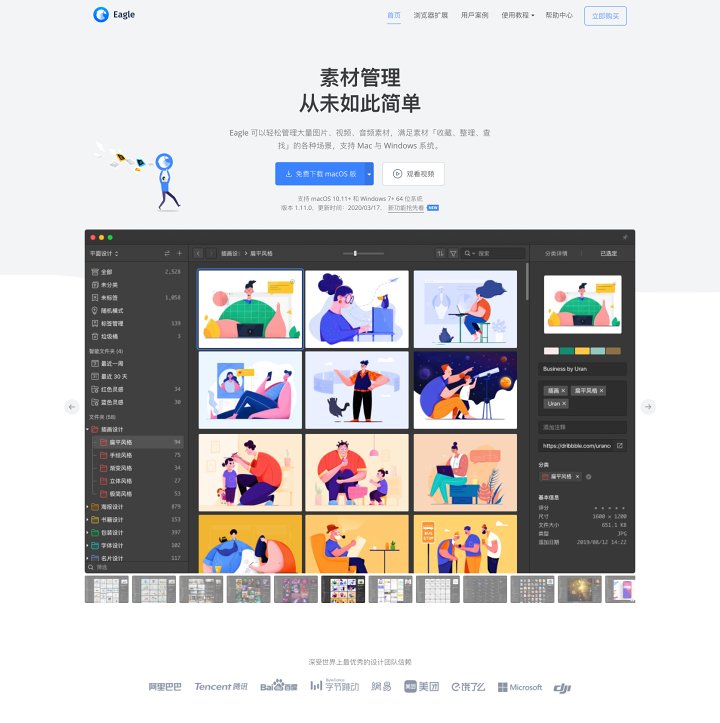 Eagle
首页 浏览器扩展 用戶案例 使用教程 帮助中心 立即购买
素材管理
从未如此简单
Eagle 可以轻松管理大量图片、视频、音频素材，满足素材「收藏、整理、查
找」的各种场景，支持 Mac 与 Windows 系统。
免费下载 macOS 版 观看视频
支持 macOS 10.11+ 和 Windows 7+ 64 位系统
版本 1.11.0．更新时间：2020/03/17． 新功能抢先看 NEW
平面设计 插画设 扁平风格 搜索 分类详情 已选定
全部 2,528
未分类
未标签 1,058
随机模式
标签管理 139
垃圾桶 3
智能文件夹 (4)
最近一周
最近 30 天
红色灵感 34
蓝色灵感 30
文件夹 (58)
插画设计
扁平风格 94
手绘风格 75
渐变风格 34
立体风格 27
极简风格 53
海报设计 879
书籍设计 153
包装设计 397
字体设计 102
名片设计 117
筛选
Business by Uran
插画 扁平风格
Uran
添加注释
https://dribbble.com/uranc
分类
扁平风格
基本信息
评分
尺寸 1600 × 1200
文件大小 651.1 KB
类型 JPG
添加日期 2019/08/12 14:22
深受世界上最优秀的设计团队信赖
阿里巴巴 Tencent 腾讯 Bai 百度 ByteDance 字节跳动 網易 美团 美团 饿了么 Microsoft dji